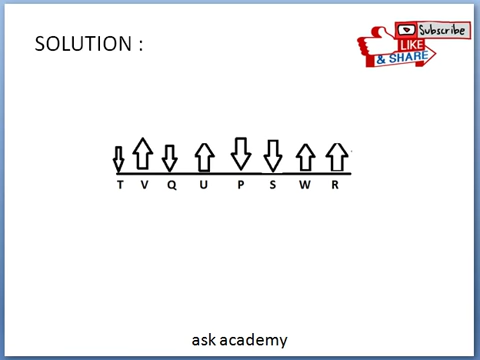 SOLUTION :
Subscribe
LIKE
& SHARE
T V Q U P S W R
ask academy